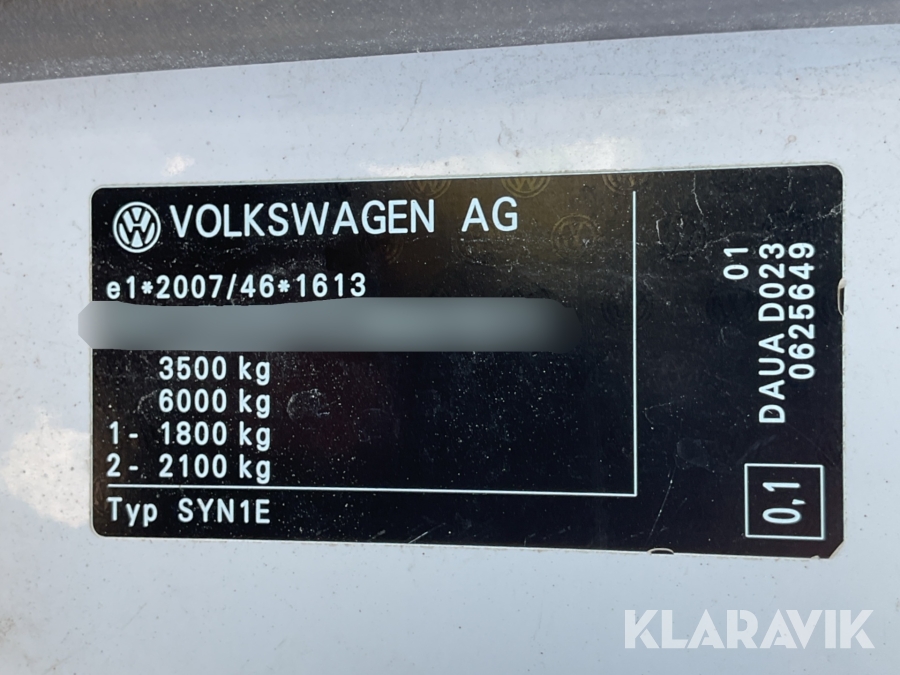 VOLKSWAGEN AG
e1*2007/46*1613
3500 kg
6000 kg
1- 1800 kg
2- 2100 kg
Typ SYN1E
01
DAUA D023
0625649
0,1
KLARAVIK